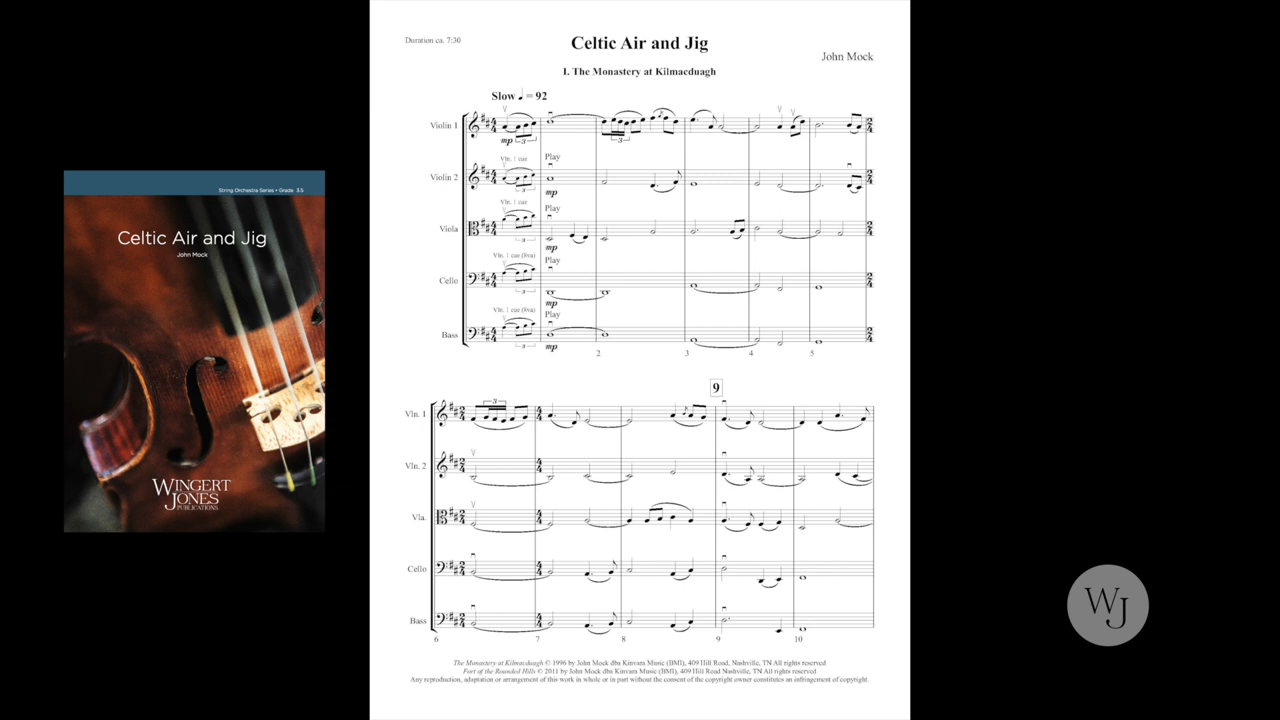 String Orchestra Series • Grade 3.5
Celtic Air and Jig
John Mock
WINGERT
JONES
PUBLICATIONS
Duration ca. 7:30
Celtic Air and Jig
John Mock
I. The Monastery at Kilmacduagh
Slow ♩ = 92
Violin 1
mp
3
3
Vln. 1 cue
Play
Violin 2
3
mp
Vln. 1 cue
Play
Viola
3
mp
Vln. 1 cue (8va)
Play
Cello
3
mp
Vln. 1 cue (8va)
Play
Bass
3
mp
2
3
4
5
9
3
Vln. 1
Vln. 2
Vla.
Cello
Bass
6
7
8
9
10
The Monastery at Kilmacduagh © 1996 by John Mock dba Kinvara Music (BMI), 409 Hill Road, Nashville, TN All rights reserved
Fort of the Rounded Hills © 2011 by John Mock dba Kinvara Music (BMI), 409 Hill Road Nashville, TN All rights reserved
Any reproduction, adaptation or arrangement of this work in whole or in part without the consent of the copyright owner constitutes an infringement of copyright.
WJ